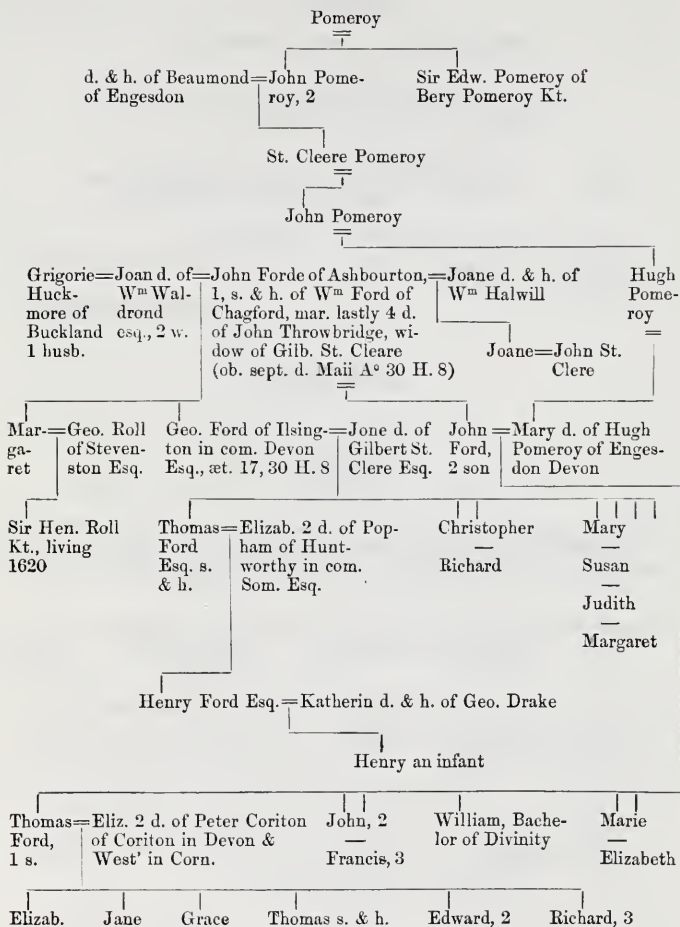 Pomeroy
d. & h. of Beaumond=John Pome- Sir Edw. Pomeroy of
of Engesdon roy, 2 Bery Pomeroy Kt.
St. Cleere Pomeroy
John Pomeroy
Grigorie=Joan d. of=John Forde of Ashbourton,=Joane d. & h. of Hugh
Huck- Wm Wal- 1, s. & h. of Wm Ford of Wm Halwill Pome-
more of drond Chagford, mar. lastly 4 d. roy
Buckland esq., 2 w. of John Throwbridge, wi- Joane=John St.
1 husb. dow of Gilb. St. Cleare Clere
(ob. sept. d. Maii Ao 30 H. 8)
Mar-=Geo. Roll Geo. Ford of Ilsing-=Jone d. of John =Mary d. of Hugh
ga- of Steven- ton in com. Devon Gilbert St. Ford, Pomeroy of Enges-
ret ston Esq. Esq., æt. 17, 30 H. 8 Clere Esq. 2 son don Devon
Sir Hen. Roll Thomas=Elizab. 2 d. of Pop- Christopher Mary
Kt., living Ford ham of Hunt- — —
1620 Esq. s. worthy in com. Richard Susan
& h. Som. Esq. —
Judith
—
Margaret
Henry Ford Esq.=Katherin d. & h. of Geo. Drake
Henry an infant
Thomas=Eliz. 2 d. of Peter Coriton John, 2 William, Bache- Marie
Ford, of Coriton in Devon & — lor of Divinity —
1 s. West' in Corn. Francis, 3 Elizabeth
Elizab. Jane Grace Thomas s. & h. Edward, 2 Richard, 3